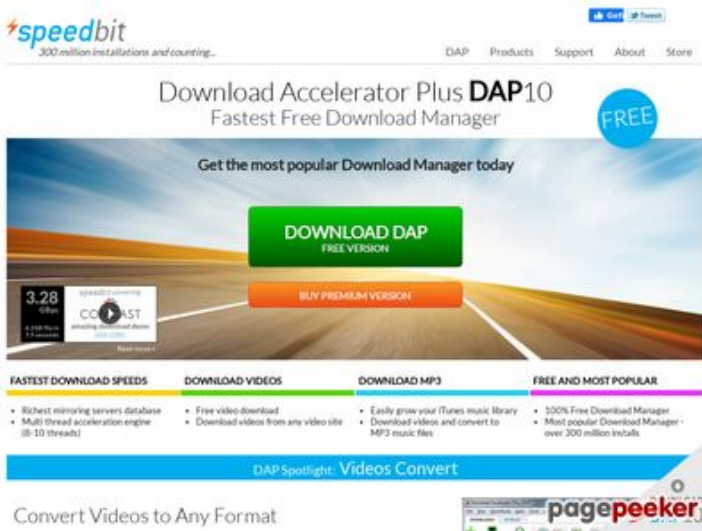 speedbit
300 million installations and counting...
Tweet
DAP Products Support About Store
Download Accelerator Plus DAP10
Fastest Free Download Manager
FREE
Get the most popular Download Manager today
DOWNLOAD DAP
FREE VERSION
BUY PREMIUM VERSION
3.28
GBps
amazing download demo
Read more
FASTEST DOWNLOAD SPEEDS
• Richest mirroring servers database
• Multi thread acceleration engine
(8-10 threads)
DOWNLOAD VIDEOS
• Free video download
• Download videos from any video site
DOWNLOAD MP3
• Easily grow your iTunes music library
• Download videos and convert to
MP3 music files
FREE AND MOST POPULAR
• 100% Free Download Manager
• Most popular Download Manager -
over 300 million installs
DAP Spotlight: Videos Convert
Convert Videos to Any Format
pagepeeker